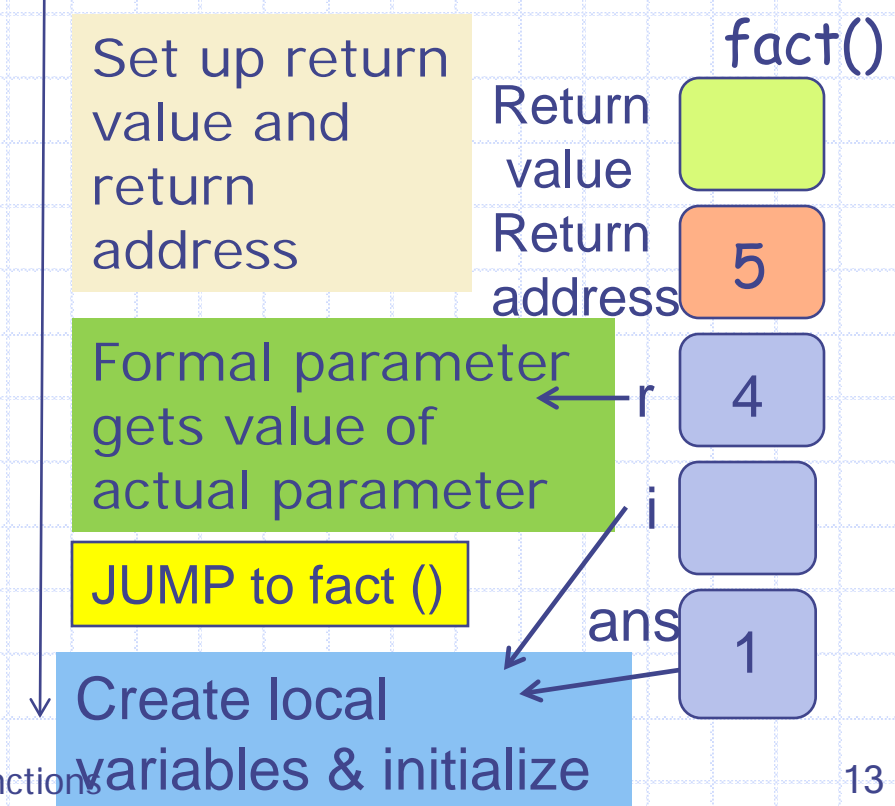 fact()
Set up return
value and
return
address
Return
value
Return
address
5
Formal parameter
gets value of
actual parameter
r
4
i
JUMP to fact ()
ans
1
Create local
variables & initialize
13